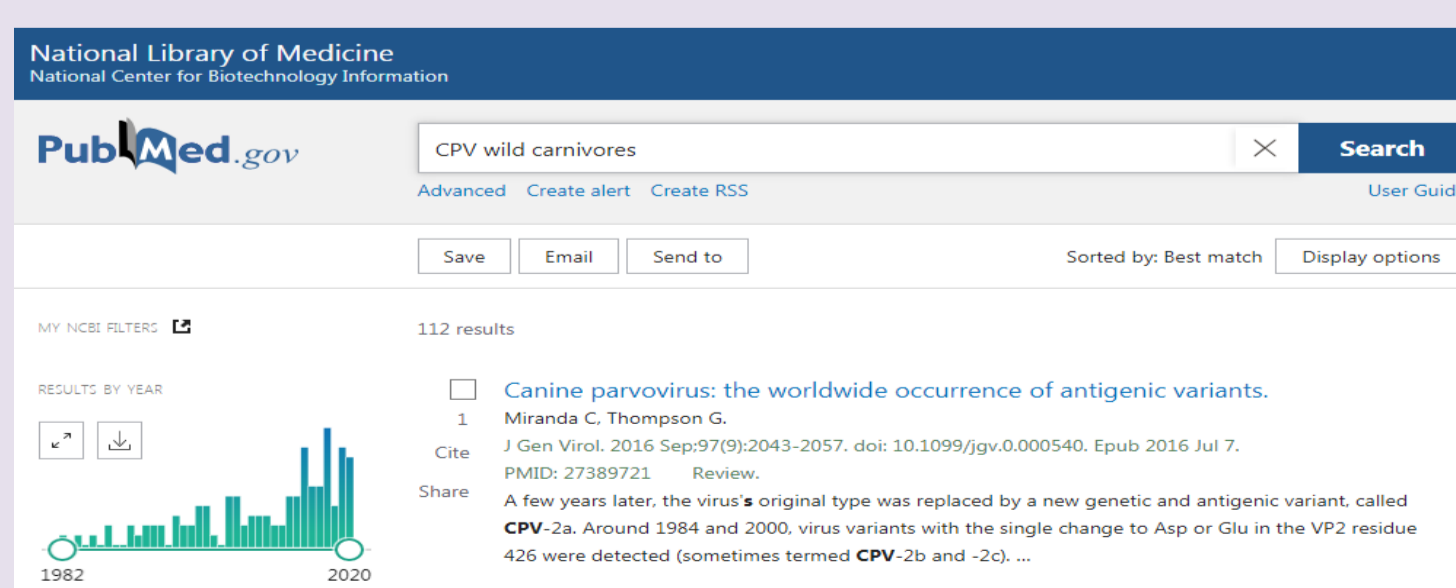 National Library of Medicine
National Center for Biotechnology Information
PubMed.gov
CPV wild carnivores
Search
Advanced Create alert Create RSS
User Guid
Save Email Send to
Sorted by: Best match Display options
MY NCBI FILTERS
112 results
RESULTS BY YEAR
1982 2020
1
Cite
Share
Canine parvovirus: the worldwide occurrence of antigenic variants.
Miranda C, Thompson G.
J Gen Virol. 2016 Sep;97(9):2043-2057. doi: 10.1099/jgv.0.000540. Epub 2016 Jul 7.
PMID: 27389721 Review.
A few years later, the virus's original type was replaced by a new genetic and antigenic variant, called
CPV-2a. Around 1984 and 2000, virus variants with the single change to Asp or Glu in the VP2 residue
426 were detected (sometimes termed CPV-2b and -2c). ...